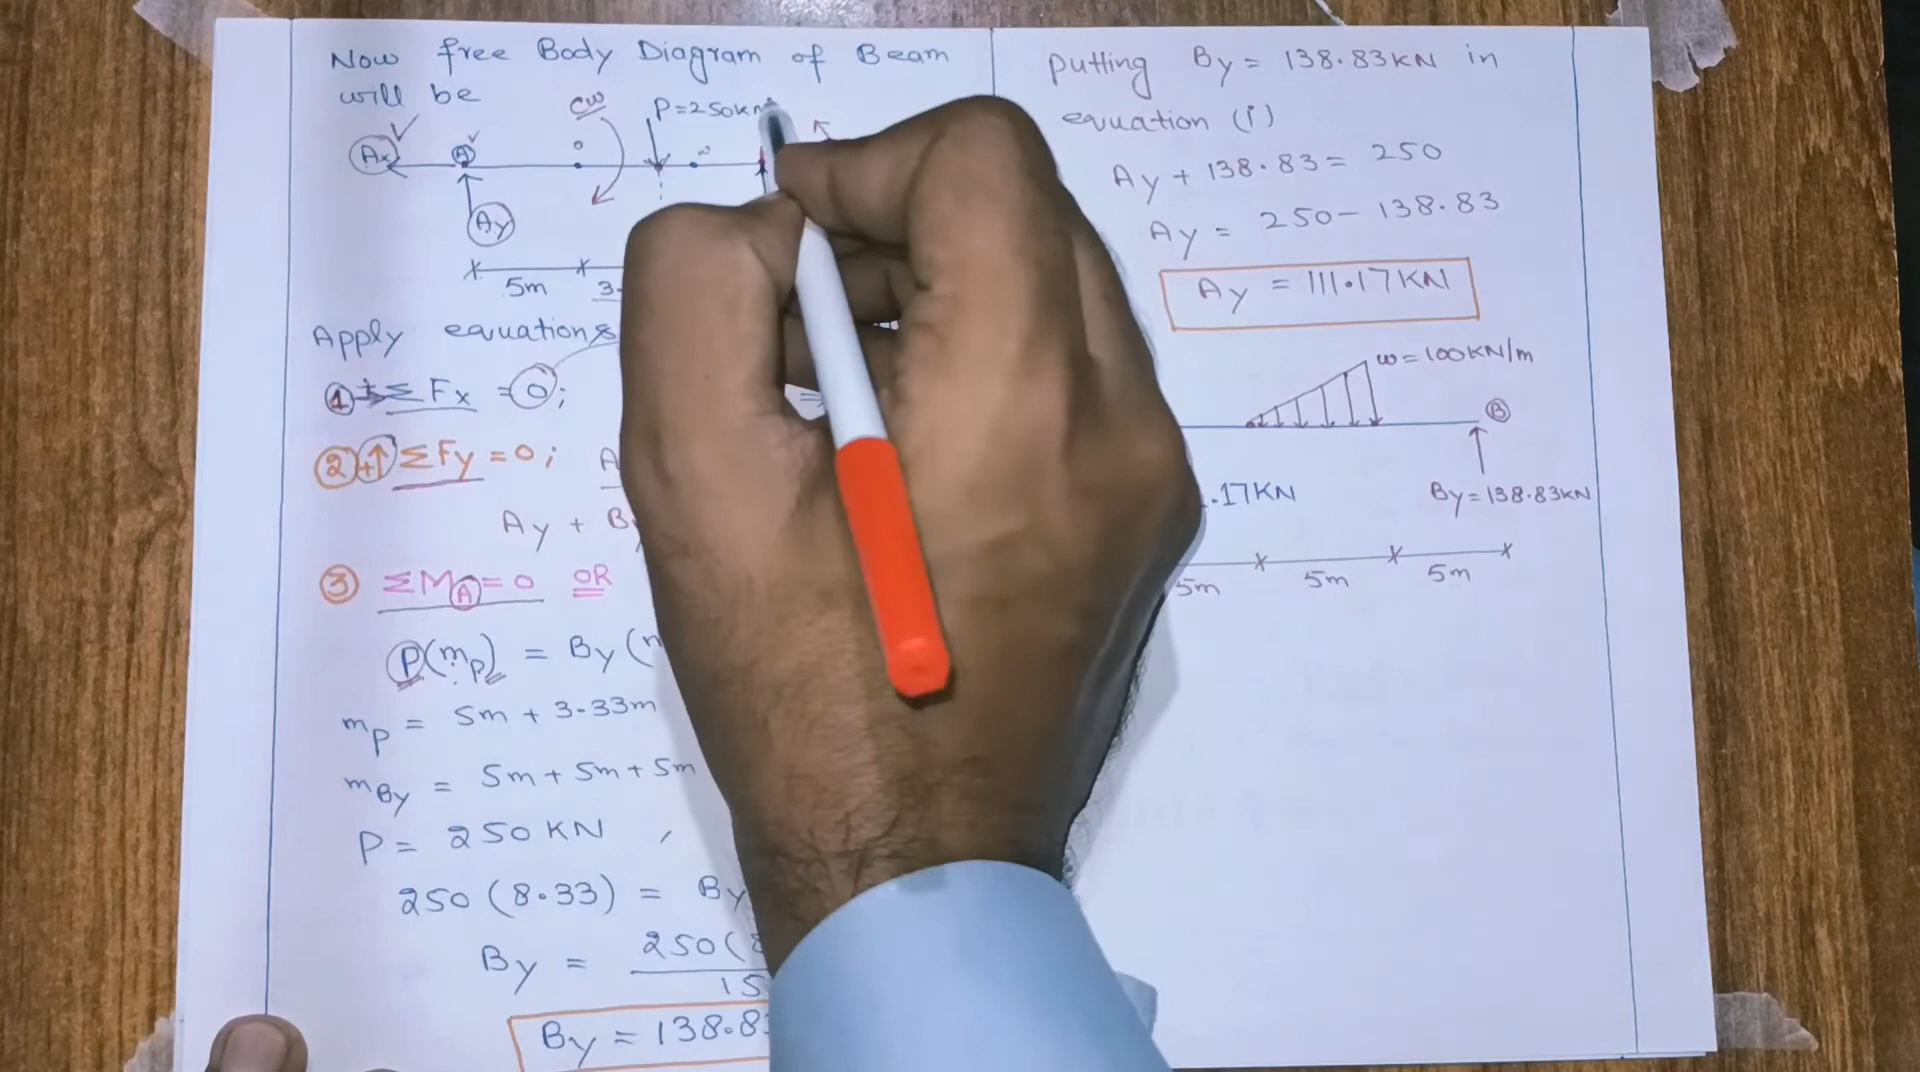 Now free Body Diagram of Beam
will be
CW
P=250KN
Ax
A
Ay
5m
Apply equations
1 + ΣFx = 0;
2 +↑ ΣFy = 0;
Ay +
3 ΣMA = 0 OR
P(mp) = By (
mp = 5m + 3.33m
mBy = 5m + 5m + 5m
P = 250 KN ,
250 (8.33) = By
By = 250(8
15
By = 138.8
Putting By = 138.83KN in
equation (i)
Ay + 138.83 = 250
Ay = 250 - 138.83
Ay = 111.17KN
w = 100KN/m
B
.17KN
By = 138.83KN
5m 5m 5m